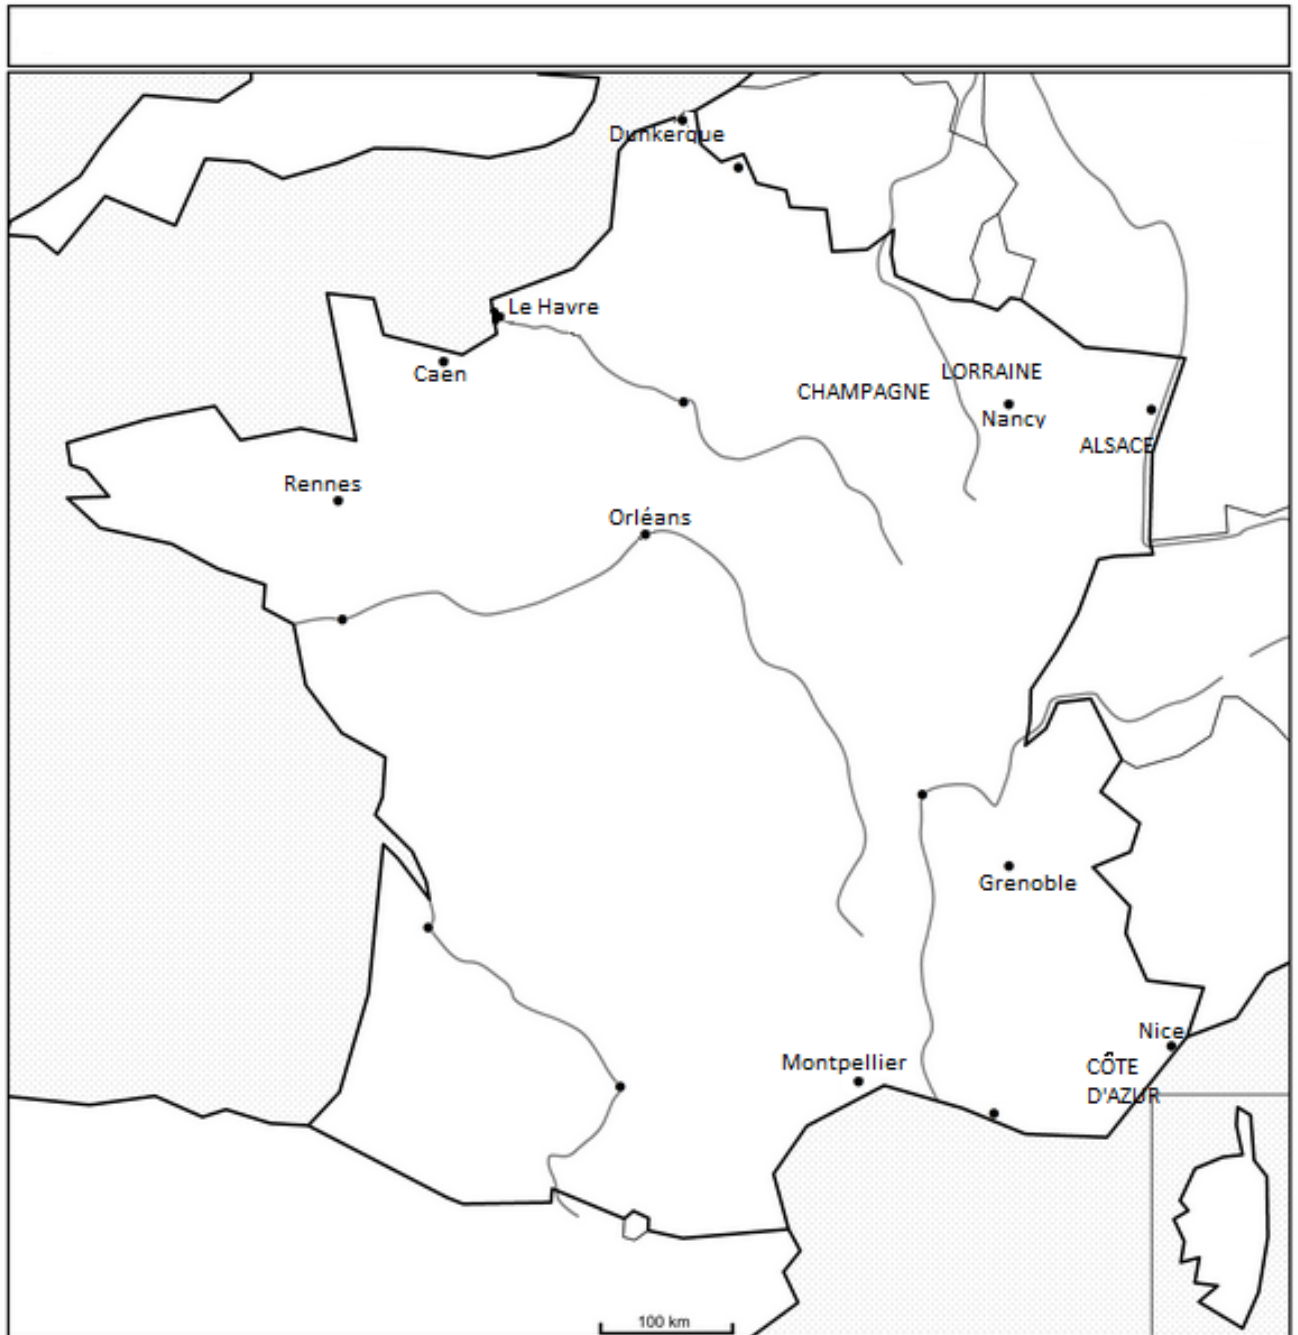 Dunkerque
Le Havre
Caen
LORRAINE
CHAMPAGNE
Nancy
ALSACE
Rennes
Orléans
Grenoble
Nice
Montpellier
CÔTE
D'AZUR
100 km